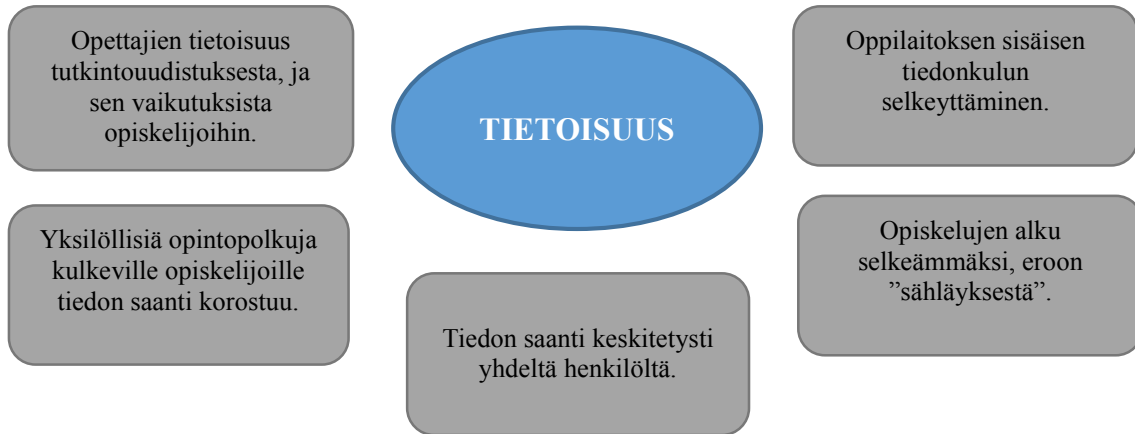 Opettajien tietoisuus
tutkintouudistuksesta, ja
sen vaikutuksista
opiskelijoihin.
TIETOISUUS
Oppilaitoksen sisäisen
tiedonkulun
selkeyttäminen.
Yksilöllisiä opintopolkuja
kulkeville opiskelijoille
tiedon saanti korostuu.
Tiedon saanti keskitetysti
yhdeltä henkilöltä.
Opiskelujen alku
selkeämmäksi, eroon
”sähläyksestä”.